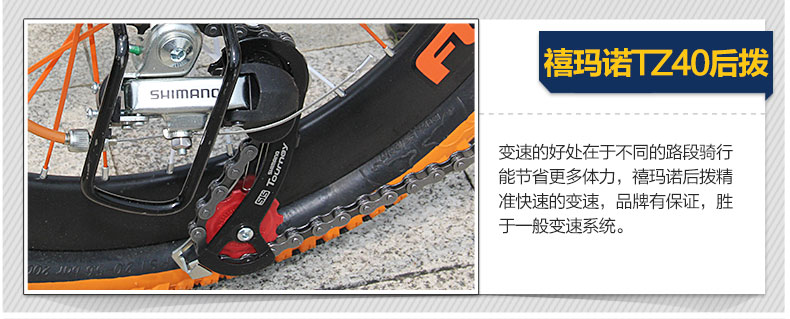 禧玛诺TZ40后拨
变速的好处在于不同的路段骑行
能节省更多体力，禧玛诺后拨精
准快速的变速，品牌有保证，胜
于一般变速系统。
SHIMANO
SIS
SHIMANO
Tourney